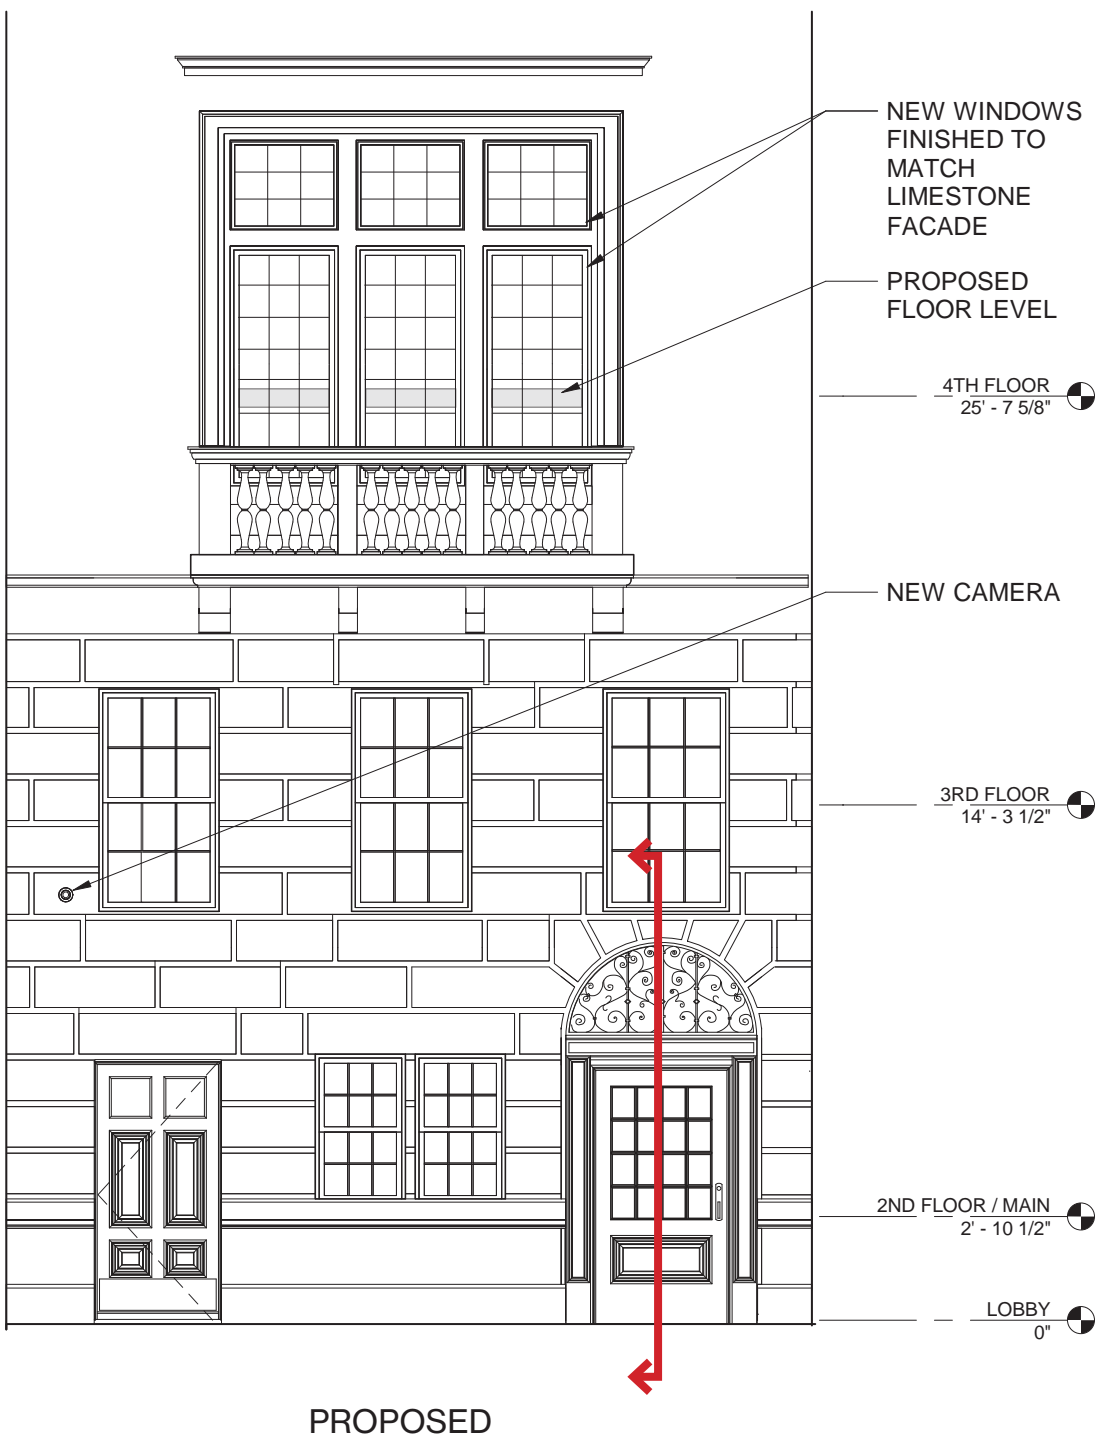 NEW WINDOWS
FINISHED TO
MATCH
LIMESTONE
FACADE
PROPOSED
FLOOR LEVEL
4TH FLOOR
25' - 7 5/8"
NEW CAMERA
3RD FLOOR
14' - 3 1/2"
2ND FLOOR / MAIN
2' - 10 1/2"
LOBBY
0"
PROPOSED